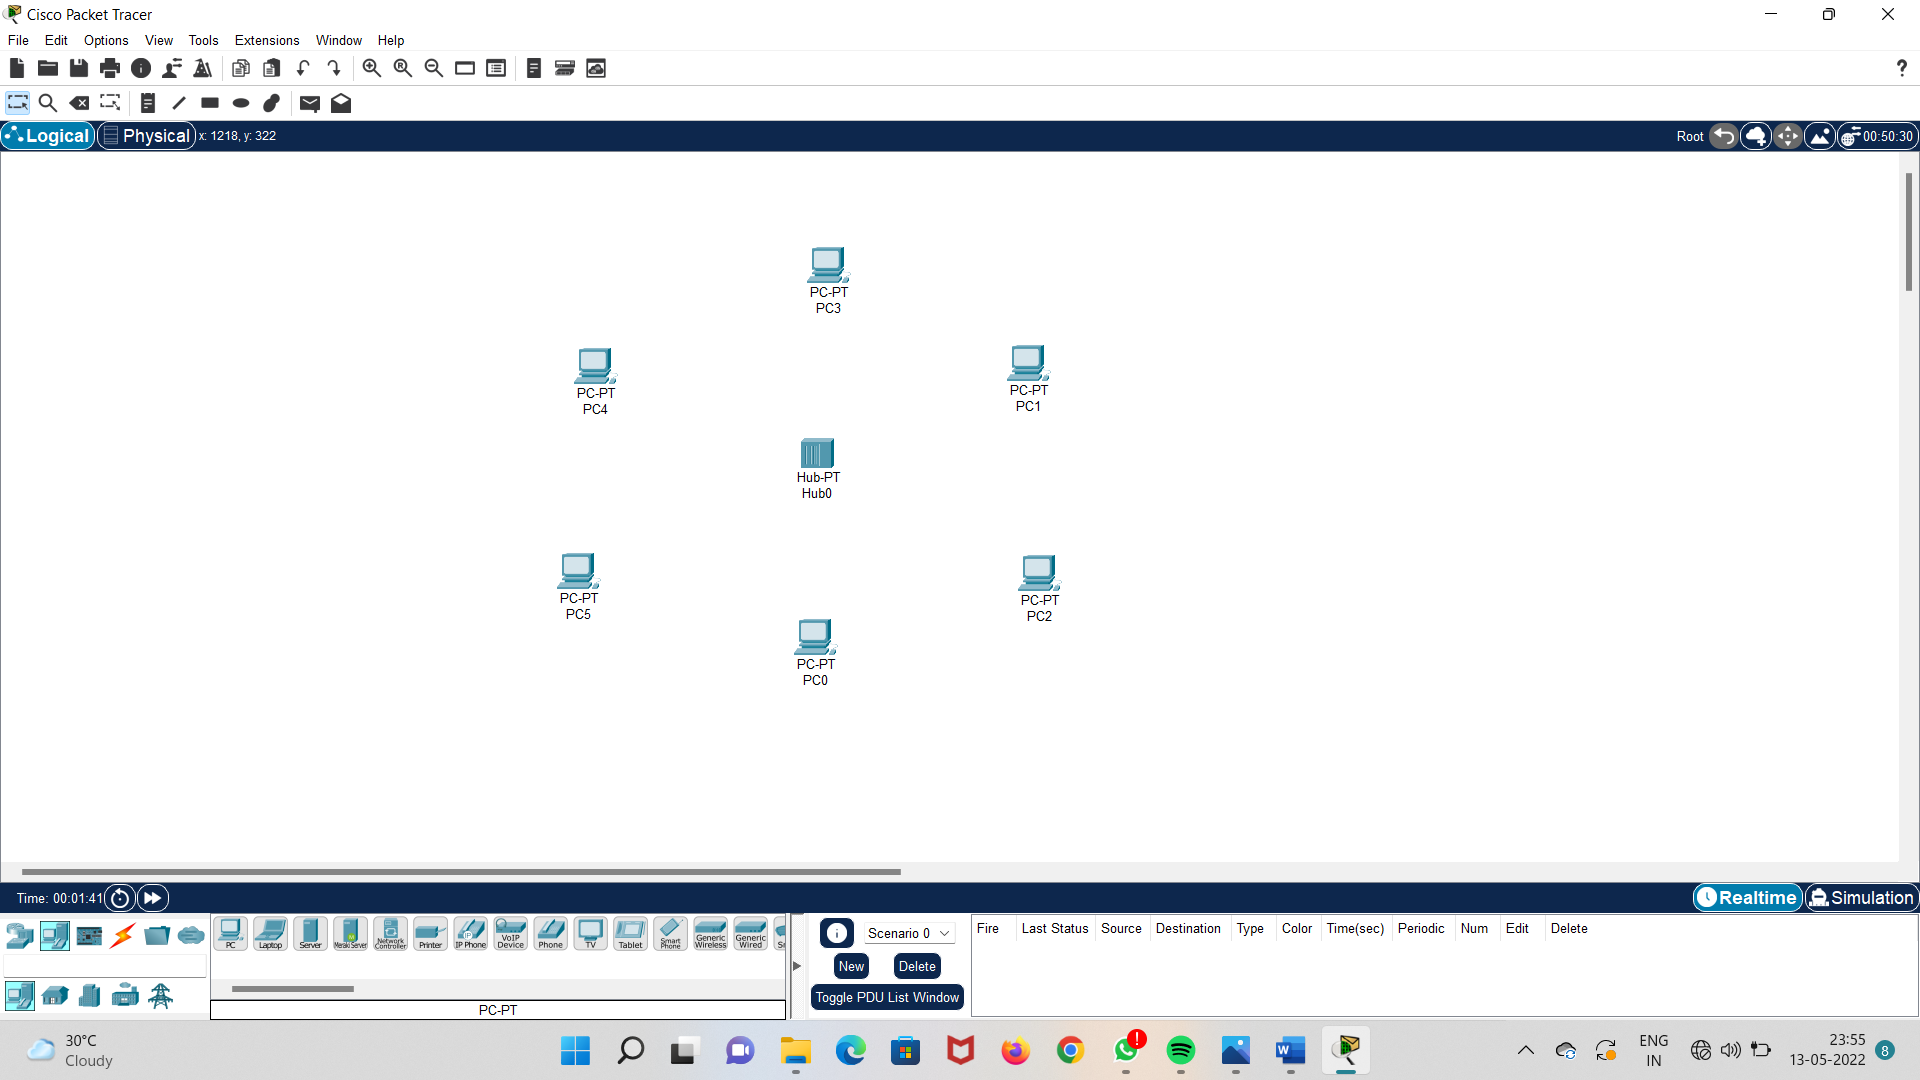 Cisco Packet Tracer
File Edit Options View Tools Extensions Window Help
Logical Physical x: 1218, y: 322 Root 00:50:30
PC-PT
PC3
PC-PT
PC4
PC-PT
PC1
Hub-PT
Hub0
PC-PT
PC5
PC-PT
PC2
PC-PT
PC0
Time: 00:01:41 Realtime Simulation
PC Laptop Server Meraki Server Network Controller Printer IP Phone VoIP Device Phone TV Tablet Smart Phone Generic Wireless Generic Wired
PC-PT
Scenario 0
New Delete
Toggle PDU List Window
Fire Last Status Source Destination Type Color Time(sec) Periodic Num Edit Delete
30°C
Cloudy
ENG
IN
23:55
13-05-2022
8